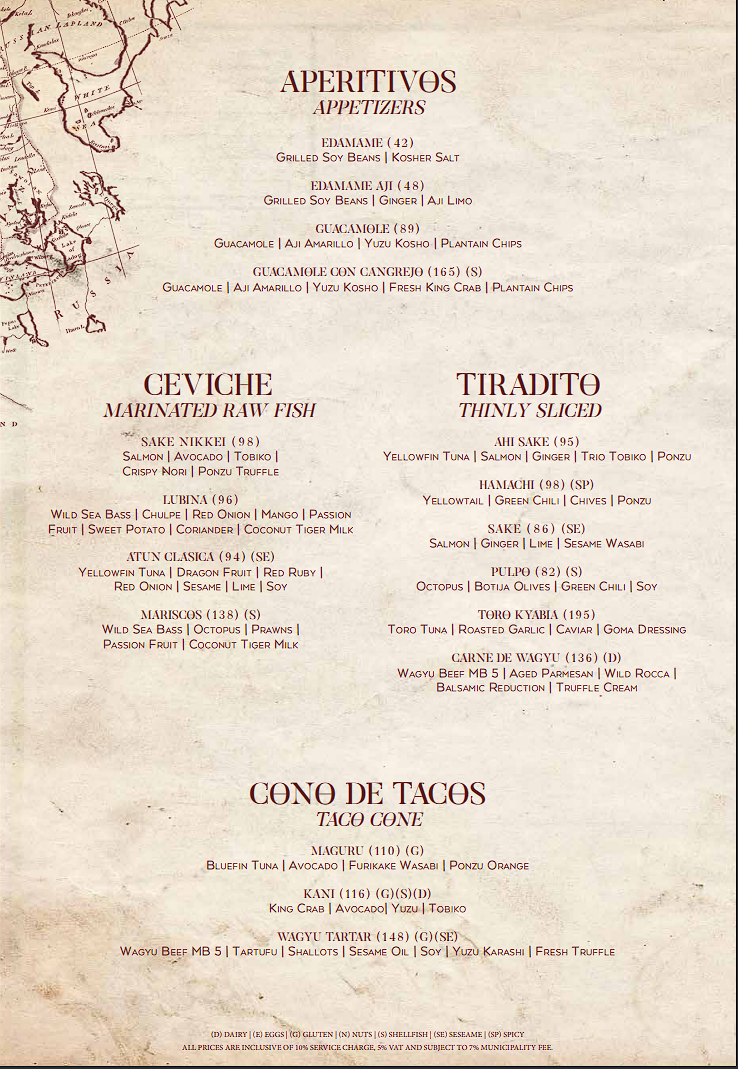 SIAN LAPLAND
WHITE
SEA
Lake
of
RUSSIA
N D
APERITIVOS
APPETIZERS
EDAMAME (42)
Grilled Soy Beans | Kosher Salt
EDAMAME AJI (48)
Grilled Soy Beans | Ginger | Aji Limo
GUACAMOLE (89)
Guacamole | Aji Amarillo | Yuzu Kosho | Plantain Chips
GUACAMOLE CON CANGREJO (165) (S)
Guacamole | Aji Amarillo | Yuzu Kosho | Fresh King Crab | Plantain Chips
CEVICHE
MARINATED RAW FISH
SAKE NIKKEI (98)
Salmon | Avocado | Tobiko |
Crispy Nori | Ponzu Truffle
LUBINA (96)
Wild Sea Bass | Chulpe | Red Onion | Mango | Passion
Fruit | Sweet Potato | Coriander | Coconut Tiger Milk
ATUN CLASICA (94) (SE)
Yellowfin Tuna | Dragon Fruit | Red Ruby |
Red Onion | Sesame | Lime | Soy
MARISCOS (138) (S)
Wild Sea Bass | Octopus | Prawns |
Passion Fruit | Coconut Tiger Milk
TIRADITO
THINLY SLICED
AHI SAKE (95)
Yellowfin Tuna | Salmon | Ginger | Trio Tobiko | Ponzu
HAMACHI (98) (SP)
Yellowtail | Green Chili | Chives | Ponzu
SAKE (86) (SE)
Salmon | Ginger | Lime | Sesame Wasabi
PULPO (82) (S)
Octopus | Botija Olives | Green Chili | Soy
TORO KYABIA (195)
Toro Tuna | Roasted Garlic | Caviar | Goma Dressing
CARNE DE WAGYU (136) (D)
Wagyu Beef MB 5 | Aged Parmesan | Wild Rocca |
Balsamic Reduction | Truffle Cream
CONO DE TACOS
TACO CONE
MAGURU (110) (G)
Bluefin Tuna | Avocado | Furikake Wasabi | Ponzu Orange
KANI (116) (G)(S)(D)
King Crab | Avocado| Yuzu | Tobiko
WAGYU TARTAR (148) (G)(SE)
Wagyu Beef MB 5 | Tartufu | Shallots | Sesame Oil | Soy | Yuzu Karashi | Fresh Truffle
(D) DAIRY | (E) EGGS | (G) GLUTEN | (N) NUTS | (S) SHELLFISH | (SE) SESEAME | (SP) SPICY
ALL PRICES ARE INCLUSIVE OF 10% SERVICE CHARGE, 5% VAT AND SUBJECT TO 7% MUNICIPALITY FEE.